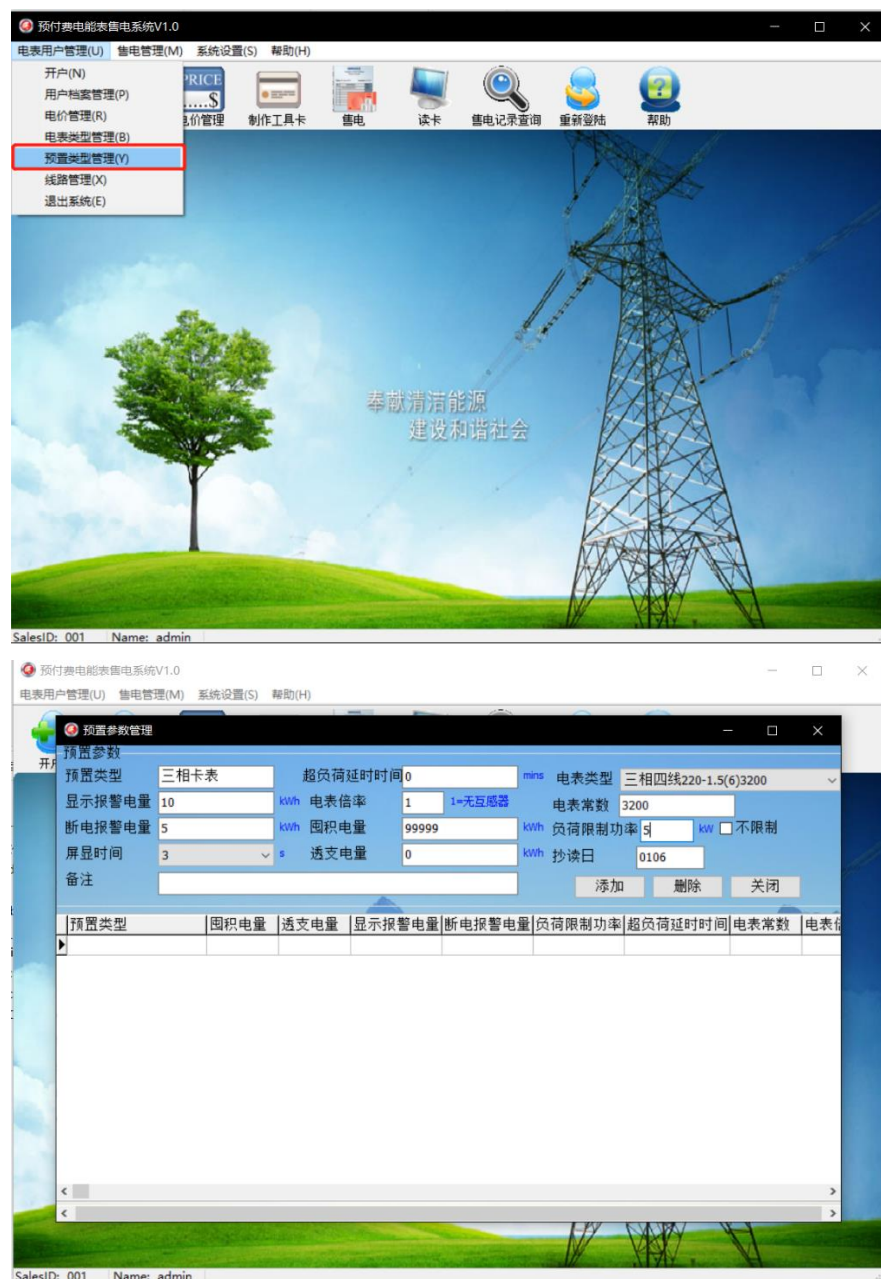 预付费电能表售电系统V1.0
电表用户管理(U) 售电管理(M) 系统设置(S) 帮助(H)
开户(N)
用户档案管理(P)
电价管理(R)
电表类型管理(B)
预置类型管理(Y)
线路管理(X)
退出系统(E)
PRICE
.....$
价管理 制作工具卡 售电 读卡 售电记录查询 重新登陆 帮助
奉献清洁能源
建设和谐社会
SalesID: 001 Name: admin
预付费电能表售电系统V1.0
电表用户管理(U) 售电管理(M) 系统设置(S) 帮助(H)
开户
预置参数管理
预置参数
预置类型 三相卡表 超负荷延时时间 0 mins 电表类型 三相四线220-1.5(6)3200
显示报警电量 10 kWh 电表倍率 1 1=无互感器 电表常数 3200
断电报警电量 5 kWh 囤积电量 99999 kWh 负荷限制功率 5 kW 不限制
屏显时间 3 s 透支电量 0 kWh 抄读日 0106
备注 添加 删除 关闭
预置类型 囤积电量 透支电量 显示报警电量 断电报警电量 负荷限制功率 超负荷延时时间 电表常数 电表倍
SalesID: 001 Name: admin